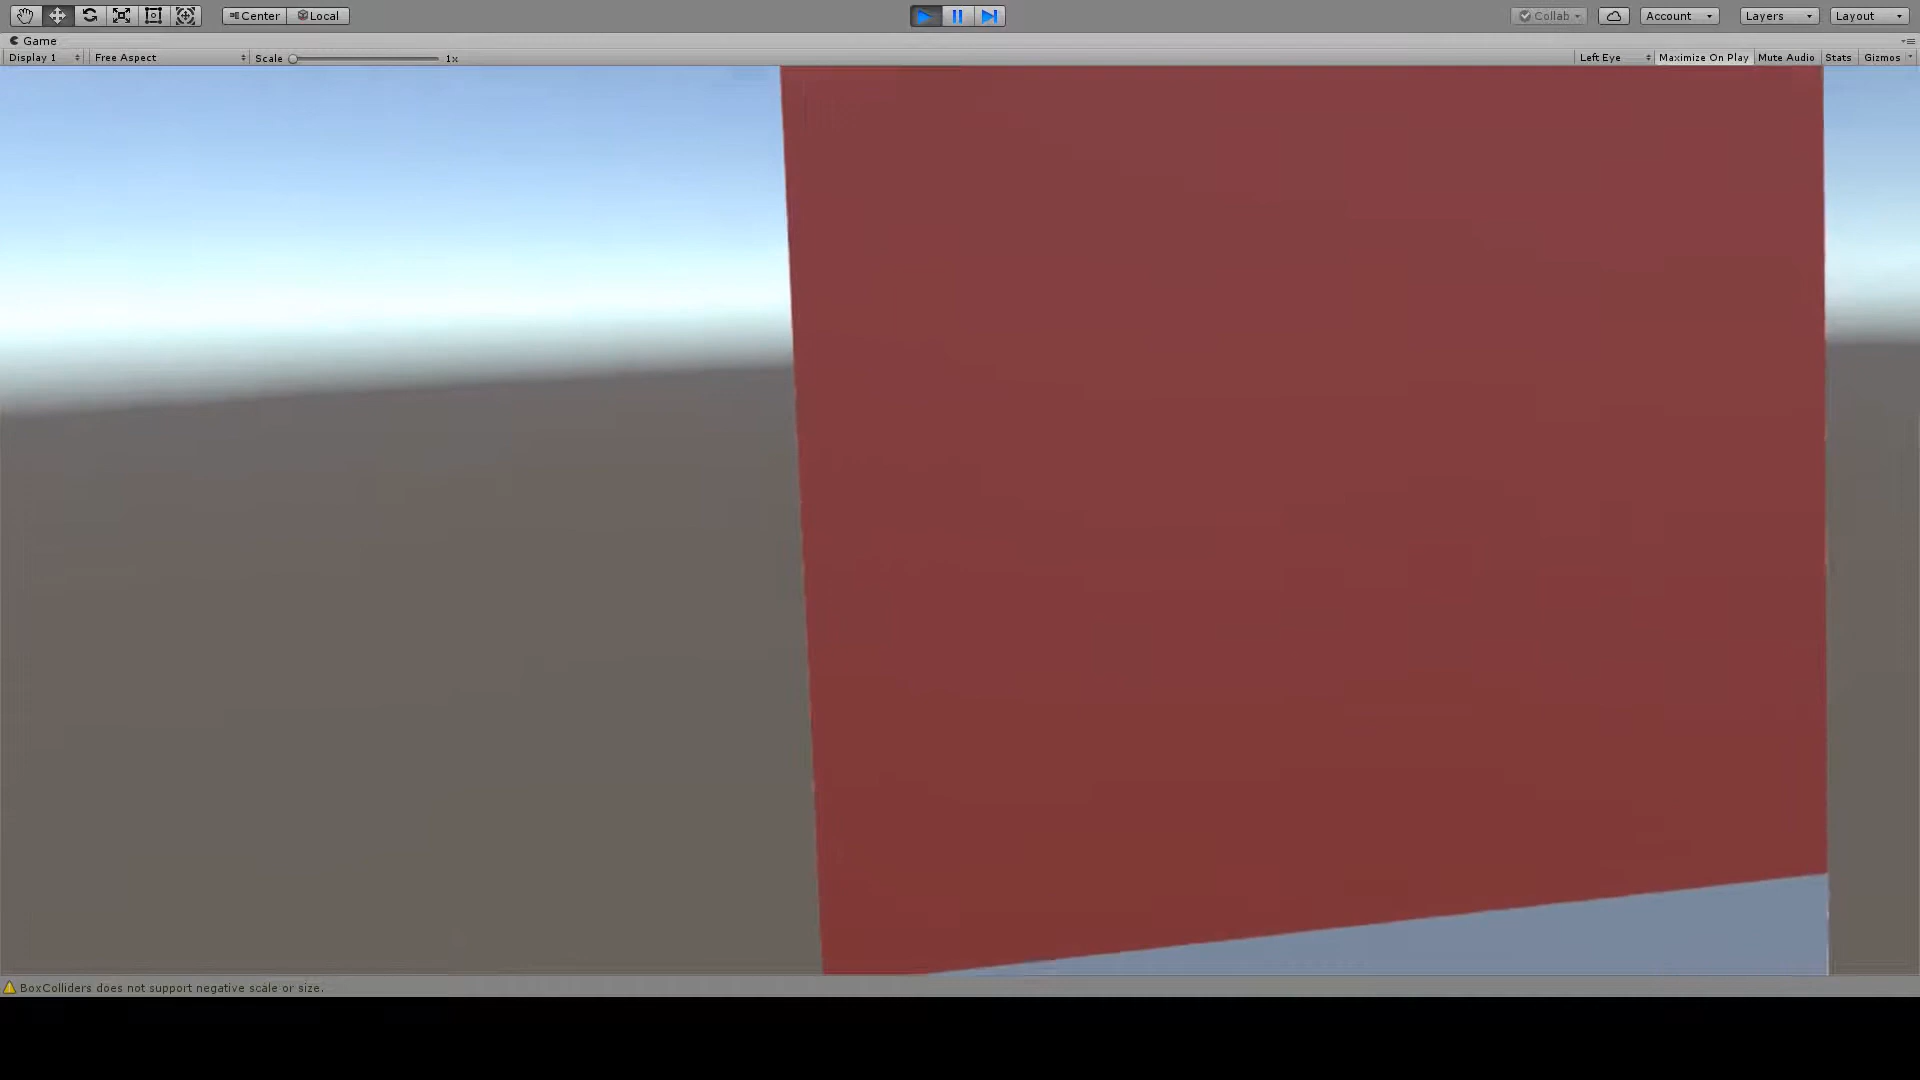 Center Local Collab Account Layers Layout
Game
Display 1 Free Aspect Scale 1x Left Eye Maximize On Play Mute Audio Stats Gizmos
BoxColliders does not support negative scale or size.